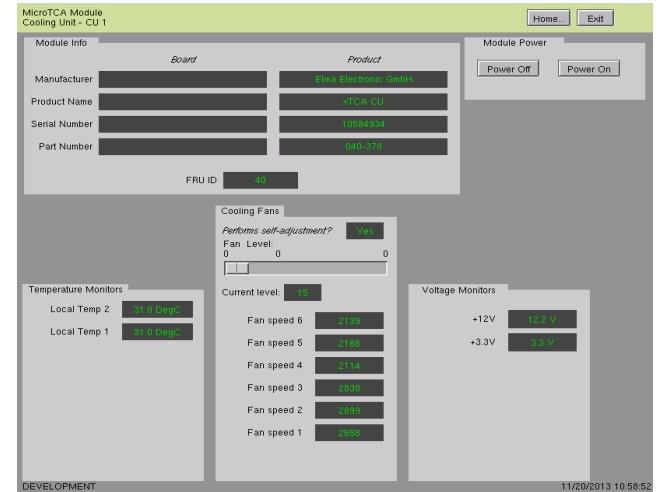 MicroTCA Module
Cooling Unit - CU 1
Home... Exit
Module Info
Board Product
Manufacturer Elma Electronic GmbH
Product Name xTCA CU
Serial Number 10584934
Part Number 040-378
FRU ID 40
Module Power
Power Off Power On
Cooling Fans
Performs self-adjustment? Yes
Fan Level:
0 0 0
Current level: 15
Fan speed 6 2139
Fan speed 5 2166
Fan speed 4 2114
Fan speed 3 2830
Fan speed 2 2699
Fan speed 1 2658
Temperature Monitors
Local Temp 2 31.0 DegC
Local Temp 1 31.0 DegC
Voltage Monitors
+12V 12.2 V
+3.3V 3.3 V
DEVELOPMENT 11/20/2013 10:58:52